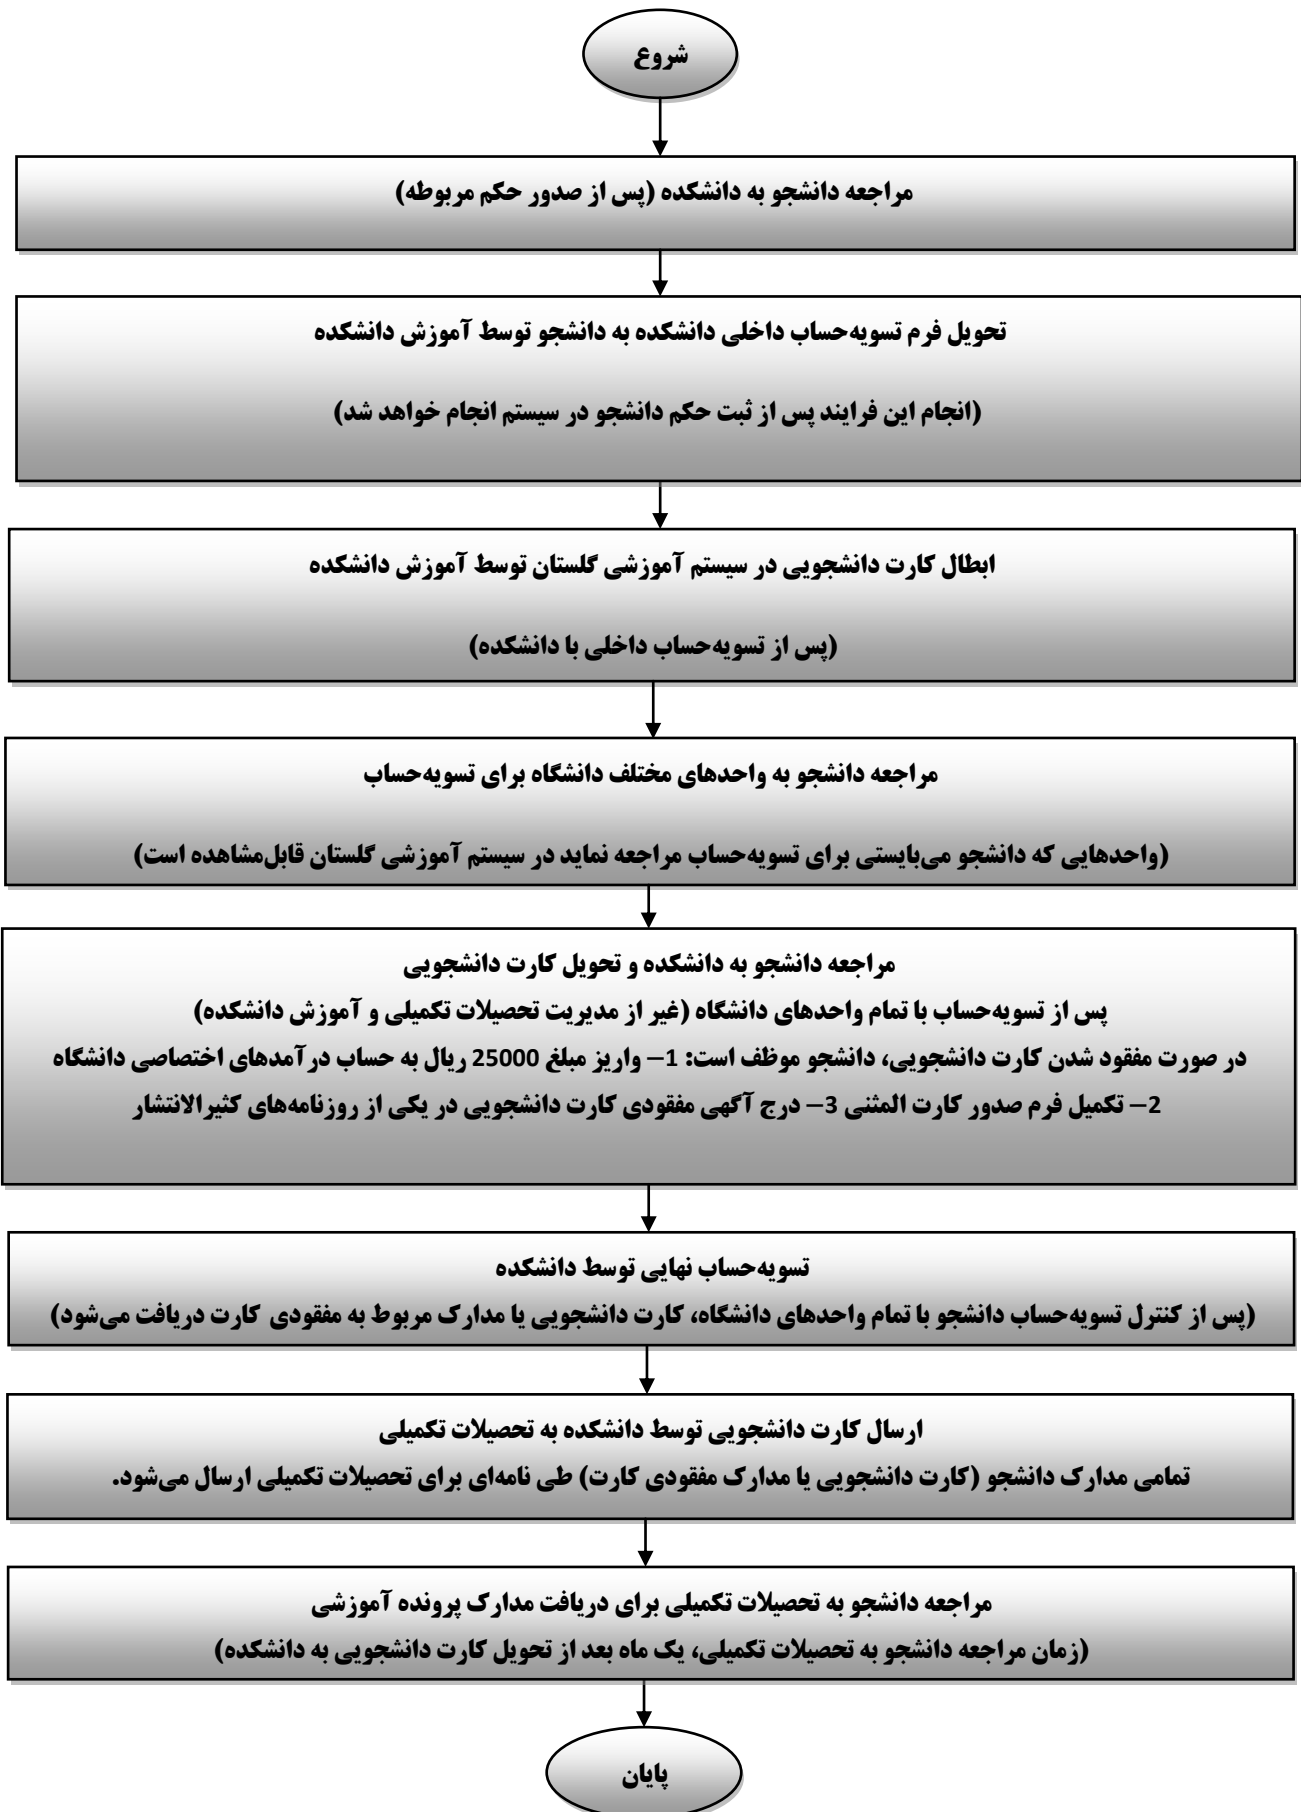 شروع
مراجعه دانشجو به دانشکده (پس از صدور حکم مربوطه)
تحویل فرم تسویه‌حساب داخلی دانشکده به دانشجو توسط آموزش دانشکده
(انجام این فرایند پس از ثبت حکم دانشجو در سیستم انجام خواهد شد)
ابطال کارت دانشجویی در سیستم آموزشی گلستان توسط آموزش دانشکده
(پس از تسویه‌حساب داخلی با دانشکده)
مراجعه دانشجو به واحدهای مختلف دانشگاه برای تسویه‌حساب
(واحدهایی که دانشجو می‌بایستی برای تسویه‌حساب مراجعه نماید در سیستم آموزشی گلستان قابل‌مشاهده است)
مراجعه دانشجو به دانشکده و تحویل کارت دانشجویی
پس از تسویه‌حساب با تمام واحدهای دانشگاه (غیر از مدیریت تحصیلات تکمیلی و آموزش دانشکده)
در صورت مفقود شدن کارت دانشجویی، دانشجو موظف است: 1– واریز مبلغ 25000 ریال به حساب درآمدهای اختصاصی دانشگاه
2– تکمیل فرم صدور کارت المثنی 3– درج آگهی مفقودی کارت دانشجویی در یکی از روزنامه‌های کثیرالانتشار
تسویه‌حساب نهایی توسط دانشکده
(پس از کنترل تسویه‌حساب دانشجو با تمام واحدهای دانشگاه، کارت دانشجویی یا مدارک مربوط به مفقودی کارت دریافت می‌شود)
ارسال کارت دانشجویی توسط دانشکده به تحصیلات تکمیلی
تمامی مدارک دانشجو (کارت دانشجویی یا مدارک مفقودی کارت) طی نامه‌ای برای تحصیلات تکمیلی ارسال می‌شود.
مراجعه دانشجو به تحصیلات تکمیلی برای دریافت مدارک پرونده آموزشی
(زمان مراجعه دانشجو به تحصیلات تکمیلی، یک ماه بعد از تحویل کارت دانشجویی به دانشکده)
پایان